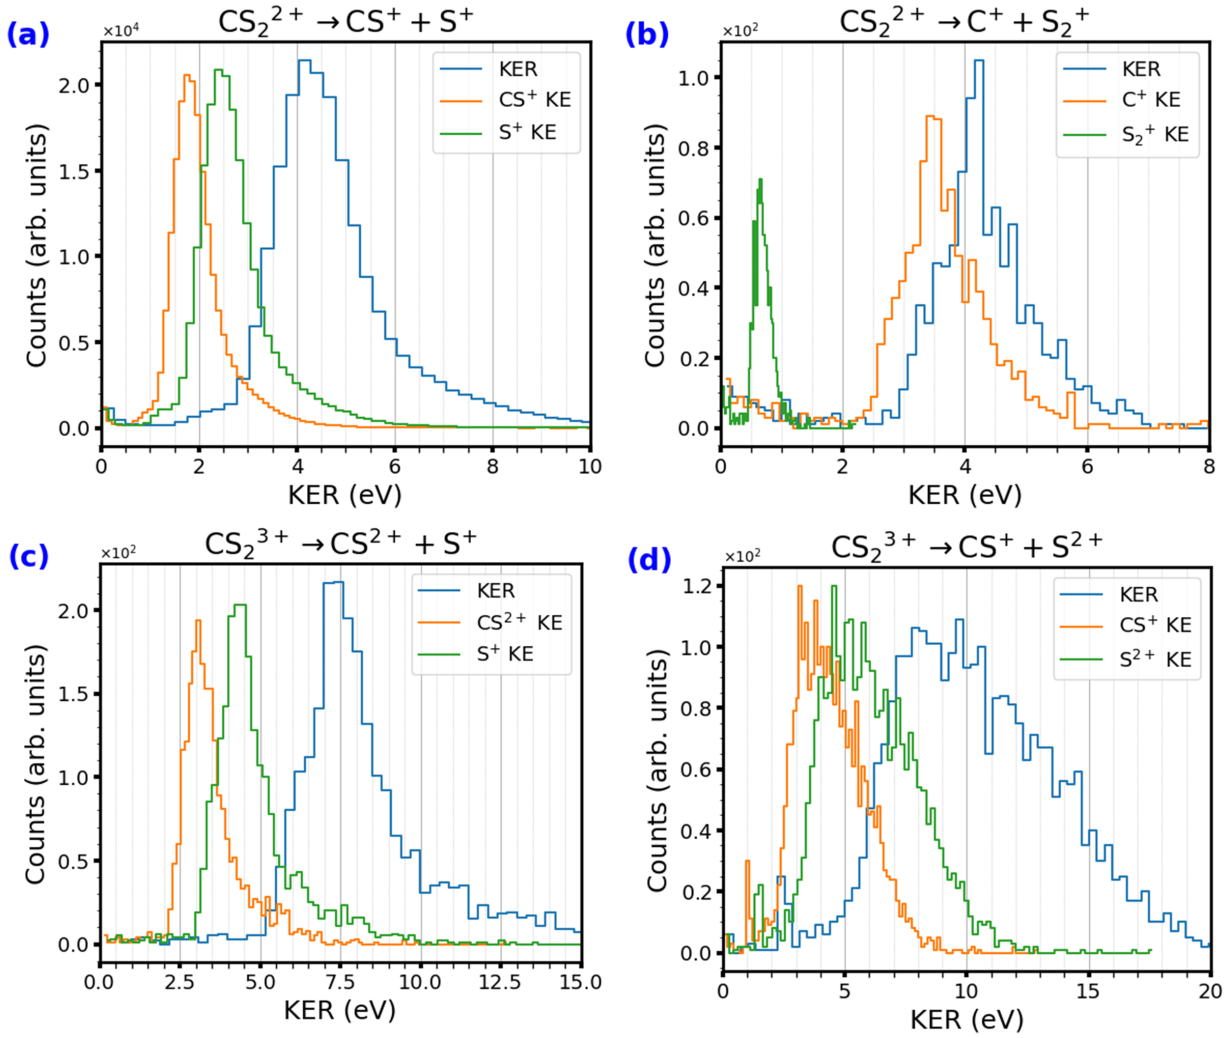 (a)
CS₂²⁺ → CS⁺ + S⁺
×10⁴
Counts (arb. units)
2.0
1.5
1.0
0.5
0.0
KER
CS⁺ KE
S⁺ KE
0 2 4 6 8 10
KER (eV)
(b)
CS₂²⁺ → C⁺ + S₂⁺
×10²
Counts (arb. units)
1.0
0.8
0.6
0.4
0.2
0.0
KER
C⁺ KE
S₂⁺ KE
0 2 4 6 8
KER (eV)
(c)
CS₂³⁺ → CS²⁺ + S⁺
×10²
Counts (arb. units)
2.0
1.5
1.0
0.5
0.0
KER
CS²⁺ KE
S⁺ KE
0.0 2.5 5.0 7.5 10.0 12.5 15.0
KER (eV)
(d)
CS₂³⁺ → CS⁺ + S²⁺
×10²
Counts (arb. units)
1.2
1.0
0.8
0.6
0.4
0.2
0.0
KER
CS⁺ KE
S²⁺ KE
0 5 10 15 20
KER (eV)